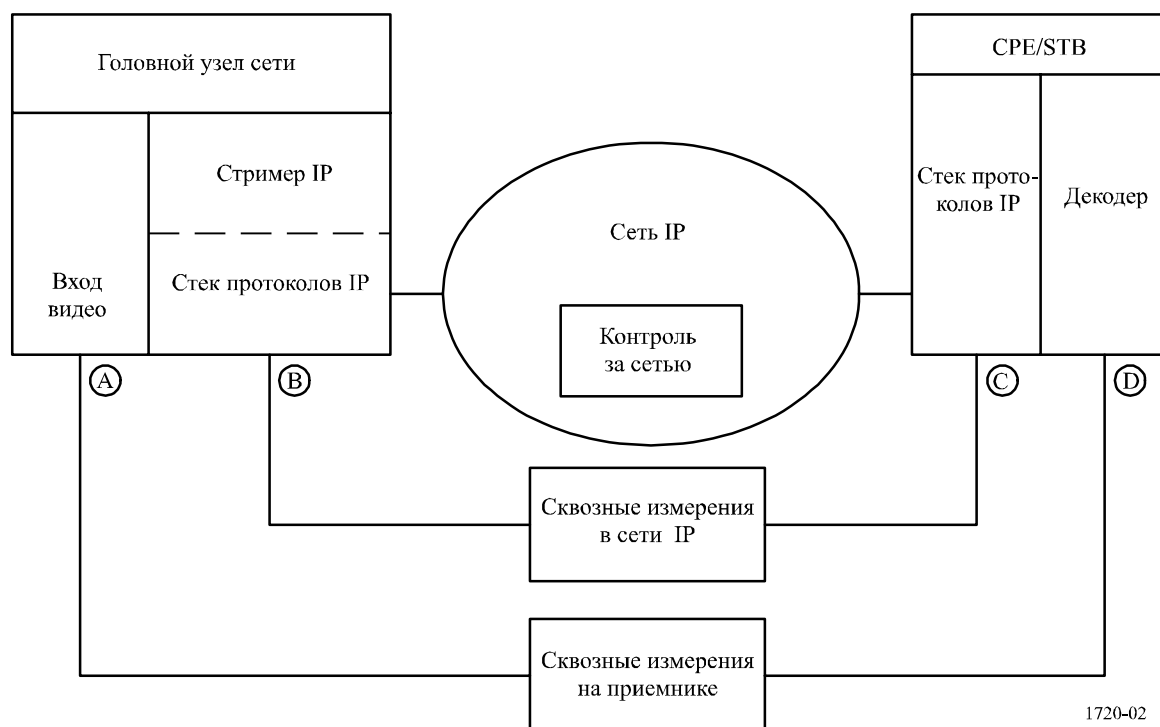 Головной узел сети
CPE/STB
Стример IP
Стек прото-
колов IP
Декодер
Сеть IP
Вход
видео
Стек протоколов IP
Контроль
за сетью
A
B
C
D
Сквозные измерения
в сети IP
Сквозные измерения
на приемнике
1720-02